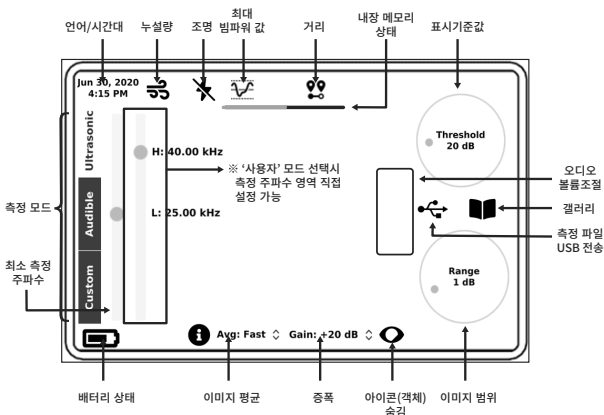 언어/시간대
누설량
조명
최대
빔파워 값
거리
내장 메모리
상태
표시기준값
Jun 30, 2020
4:15 PM
Ultrasonic
Audible
Custom
H: 40.00 kHz
L: 25.00 kHz
※ ‘사용자’ 모드 선택시
측정 주파수 영역 직접
설정 가능
Threshold
20 dB
Range
1 dB
측정 모드
최소 측정
주파수
오디오
볼륨조절
갤러리
측정 파일
USB 전송
Avg: Fast
Gain: +20 dB
배터리 상태
이미지 평균
증폭
아이콘(객체)
숨김
이미지 범위